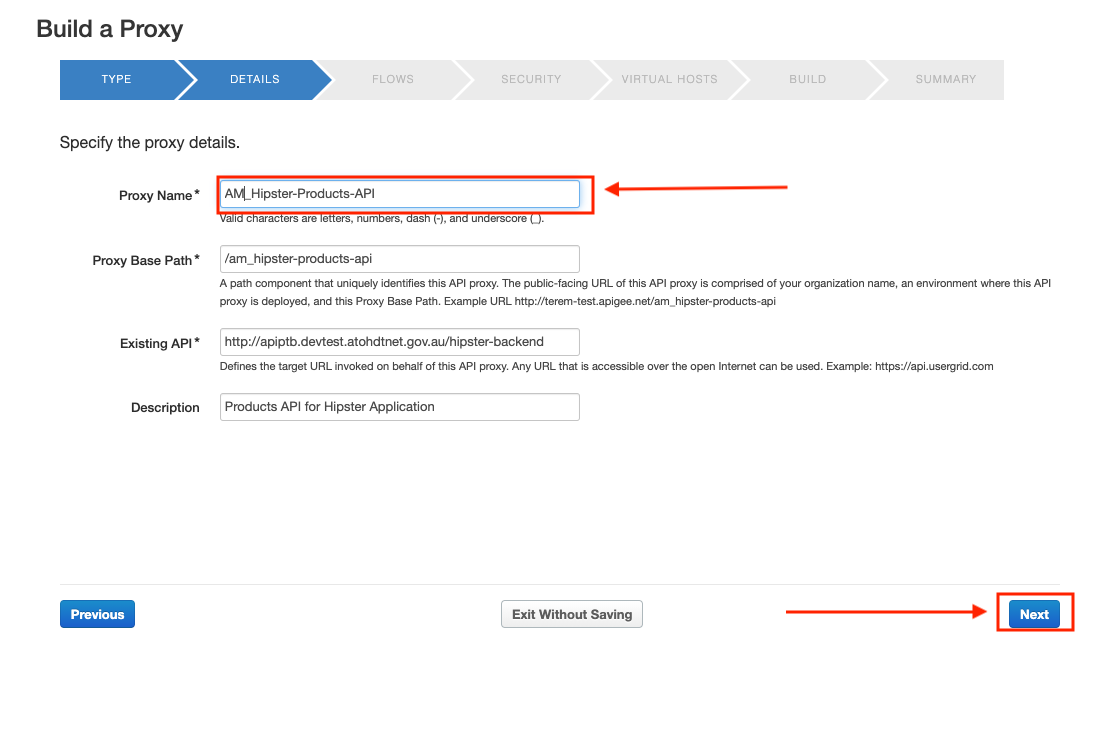 Build a Proxy
TYPE
DETAILS
FLOWS
SECURITY
VIRTUAL HOSTS
BUILD
SUMMARY
Specify the proxy details.
Proxy Name* AM_Hipster-Products-API
Valid characters are letters, numbers, dash (-), and underscore (_).
Proxy Base Path* /am_hipster-products-api
A path component that uniquely identifies this API proxy. The public-facing URL of this API proxy is comprised of your organization name, an environment where this API
proxy is deployed, and this Proxy Base Path. Example URL http://terem-test.apigee.net/am_hipster-products-api
Existing API* http://apiptb.devtest.atohdtnet.gov.au/hipster-backend
Defines the target URL invoked on behalf of this API proxy. Any URL that is accessible over the open Internet can be used. Example: https://api.usergrid.com
Description Products API for Hipster Application
Previous
Exit Without Saving
Next